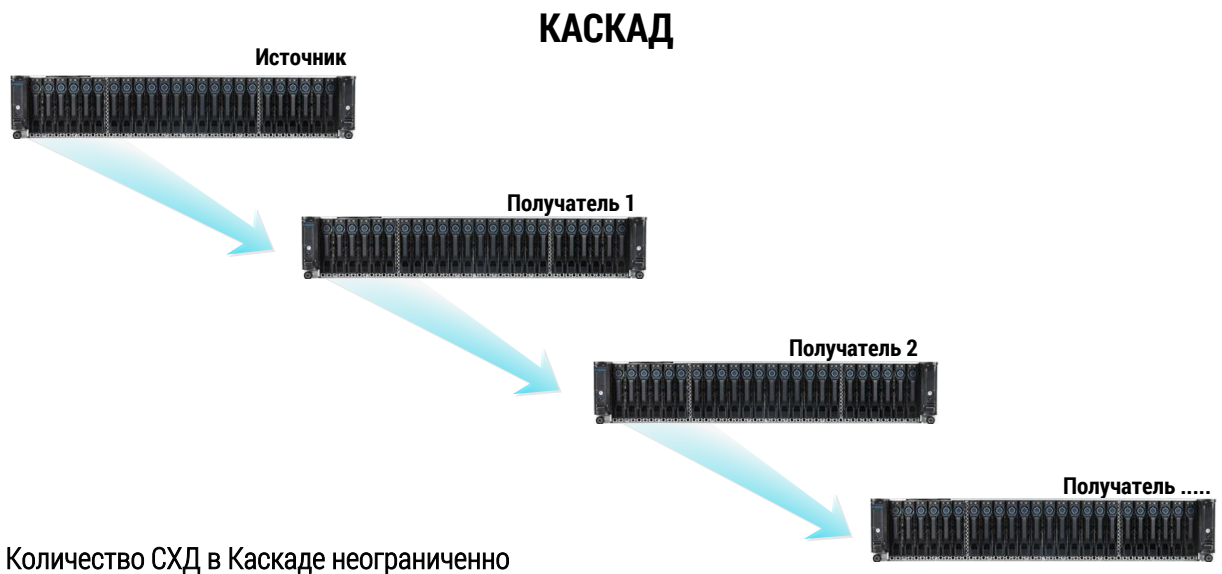 КАСКАД
Источник
Получатель 1
Получатель 2
Получатель .....
Количество СХД в Каскаде неограниченно